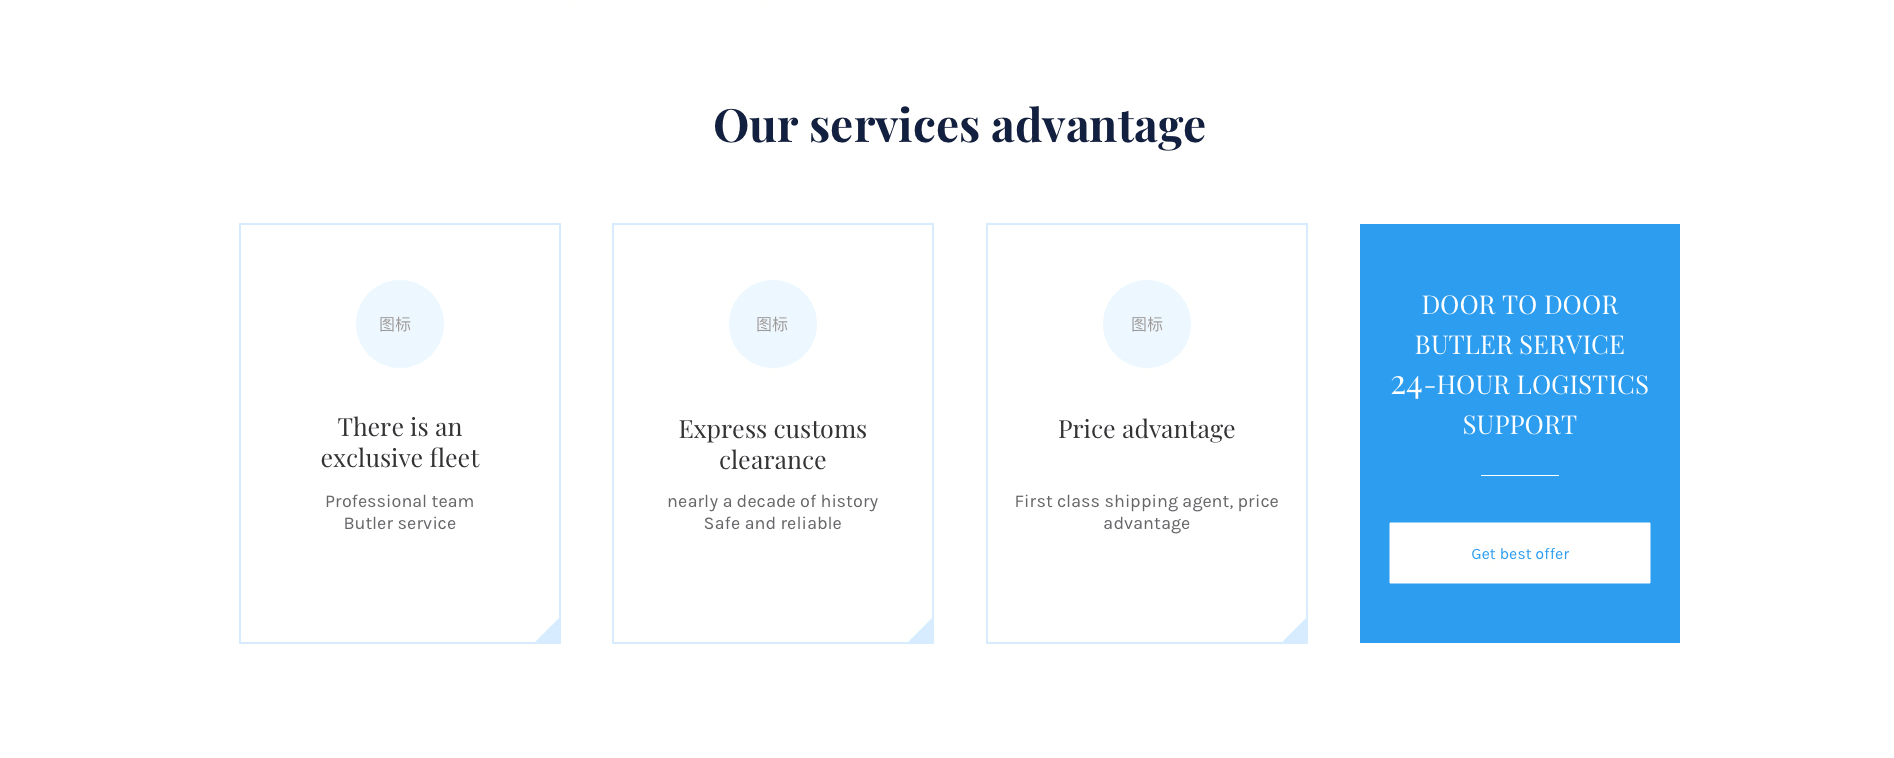 Our services advantage
图标
There is an
exclusive fleet
Professional team
Butler service
图标
Express customs
clearance
nearly a decade of history
Safe and reliable
图标
Price advantage
First class shipping agent, price
advantage
DOOR TO DOOR
BUTLER SERVICE
24-HOUR LOGISTICS
SUPPORT
Get best offer